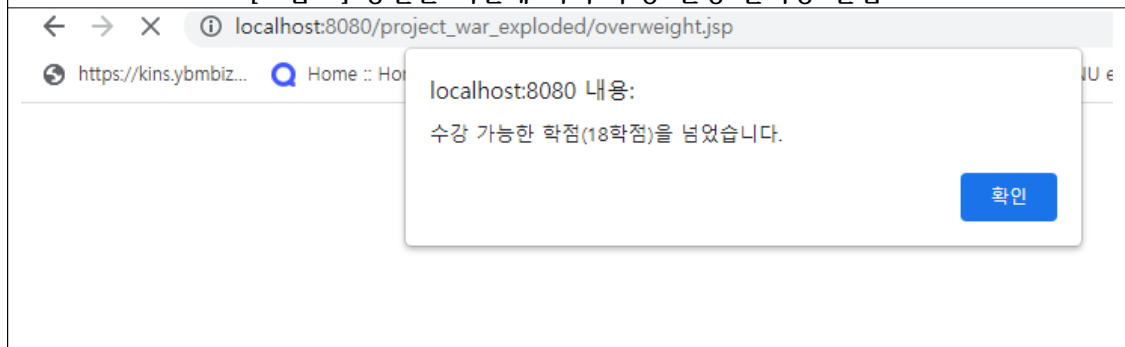 localhost:8080/project_war_exploded/overweight.jsp
https://kins.ybmbiz... Home :: Hor
localhost:8080 내용:
수강 가능한 학점(18학점)을 넘었습니다.
확인